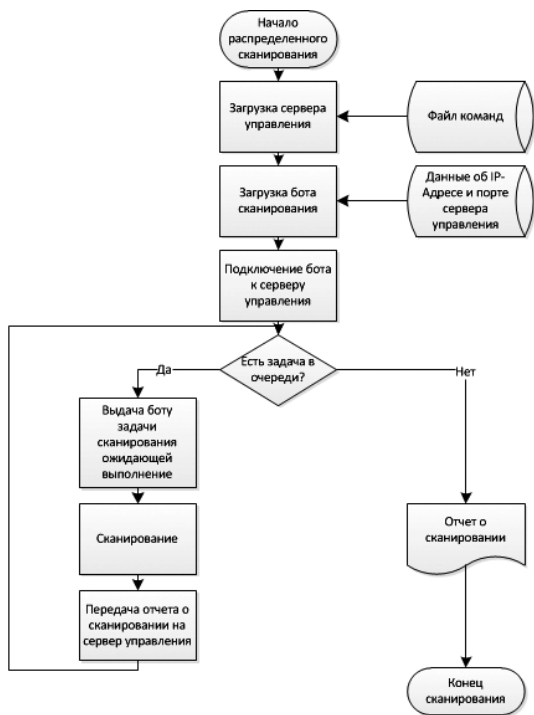 Начало
распределенного
сканирования
Загрузка сервера
управления
Файл команд
Загрузка бота
сканирования
Данные об IP-
Адресе и порте
сервера
управления
Подключение бота
к серверу
управления
Есть задача в
очереди?
Да
Нет
Выдача боту
задачи
сканирования
ожидающей
выполнение
Сканирование
Отчет о
сканировании
Передача отчета о
сканировании на
сервер управления
Конец
сканирования